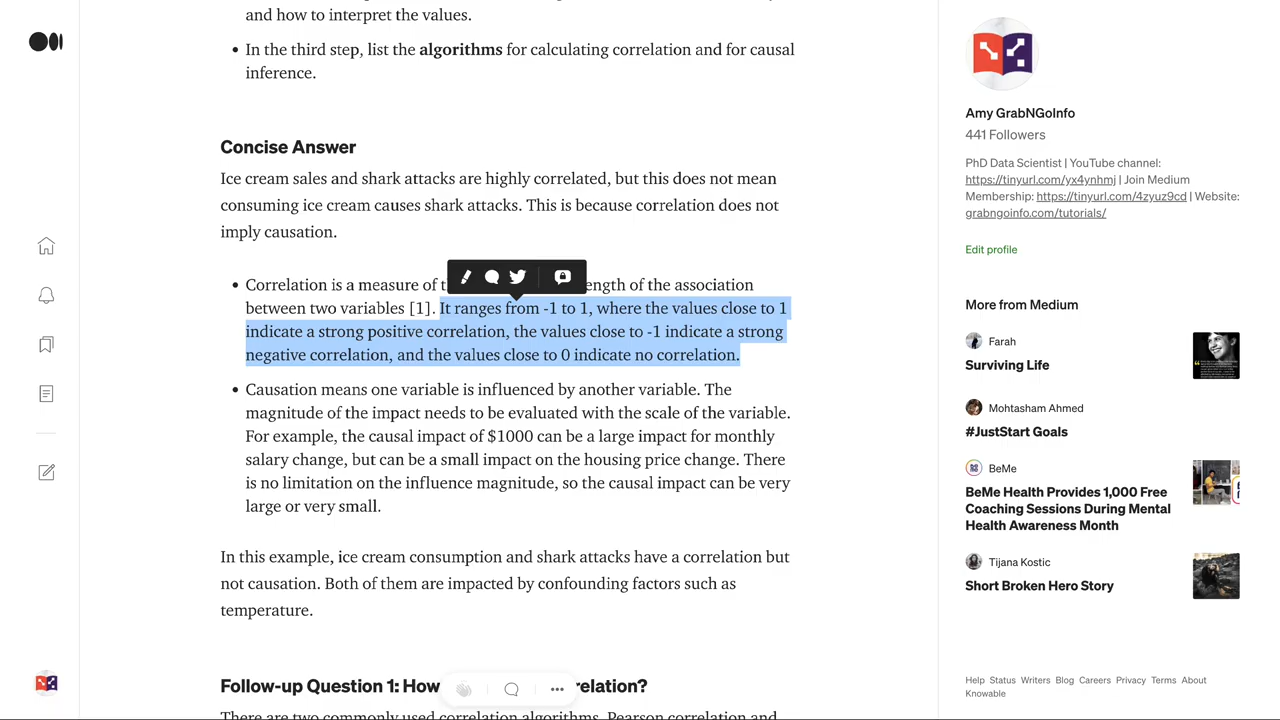 and how to interpret the values.
In the third step, list the algorithms for calculating correlation and for causal
inference.
Concise Answer
Ice cream sales and shark attacks are highly correlated, but this does not mean
consuming ice cream causes shark attacks. This is because correlation does not
imply causation.
Correlation is a measure of t ength of the association
between two variables [1]. It ranges from -1 to 1, where the values close to 1
indicate a strong positive correlation, the values close to -1 indicate a strong
negative correlation, and the values close to 0 indicate no correlation.
Causation means one variable is influenced by another variable. The
magnitude of the impact needs to be evaluated with the scale of the variable.
For example, the causal impact of $1000 can be a large impact for monthly
salary change, but can be a small impact on the housing price change. There
is no limitation on the influence magnitude, so the causal impact can be very
large or very small.
In this example, ice cream consumption and shark attacks have a correlation but
not causation. Both of them are impacted by confounding factors such as
temperature.
Follow-up Question 1: How relation?
There are two commonly used correlation algorithms, Pearson correlation and
Amy GrabNGoInfo
441 Followers
PhD Data Scientist | YouTube channel:
https://tinyurl.com/yx4ynhmj | Join Medium
Membership: https://tinyurl.com/4zyuz9cd | Website:
grabngoinfo.com/tutorials/
Edit profile
More from Medium
Farah
Surviving Life
Mohtasham Ahmed
#JustStart Goals
BeMe
BeMe Health Provides 1,000 Free
Coaching Sessions During Mental
Health Awareness Month
Tijana Kostic
Short Broken Hero Story
Help Status Writers Blog Careers Privacy Terms About
Knowable